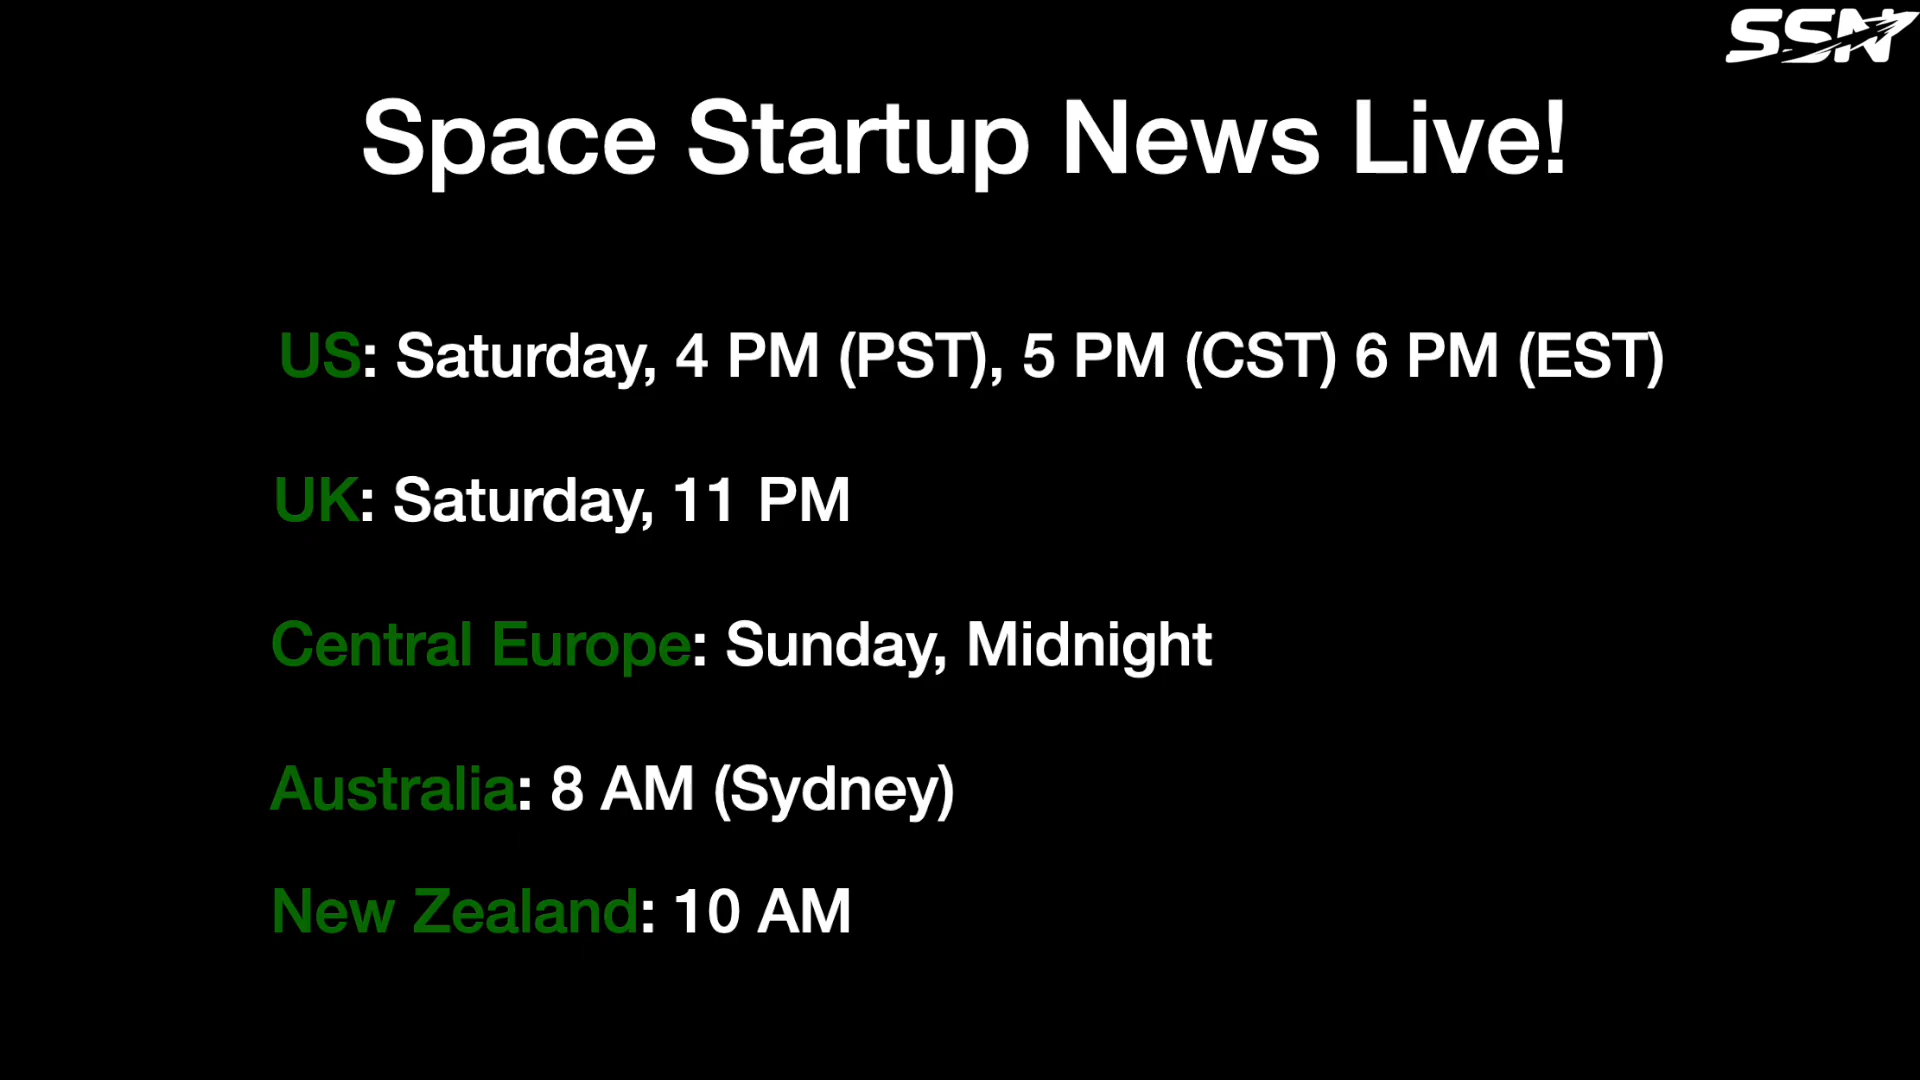 SSN
Space Startup News Live!
US: Saturday, 4 PM (PST), 5 PM (CST) 6 PM (EST)
UK: Saturday, 11 PM
Central Europe: Sunday, Midnight
Australia: 8 AM (Sydney)
New Zealand: 10 AM